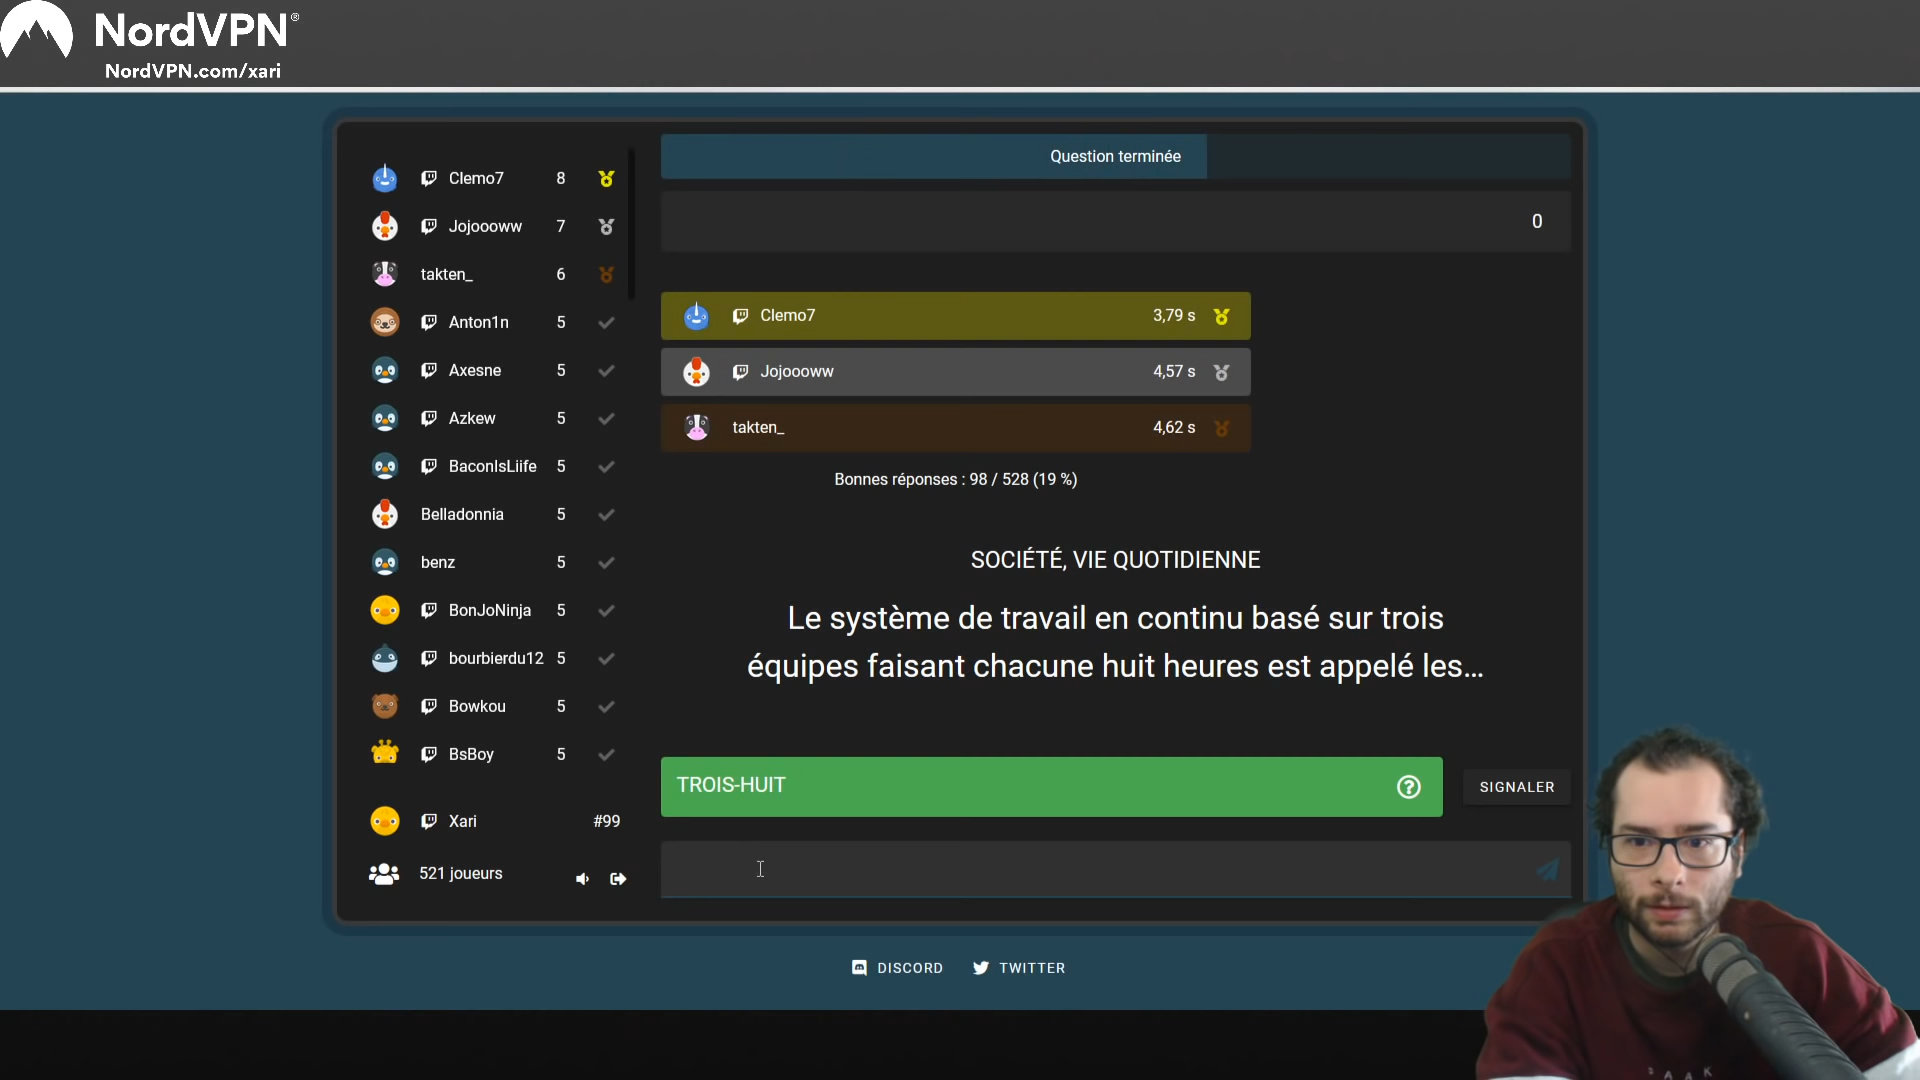 NordVPN®
NordVPN.com/xari
Question terminée
0
Clemo7 8
Jojoooww 7
takten_ 6
Anton1n 5
Axesne 5
Azkew 5
BaconIsLiife 5
Belladonnia 5
benz 5
BonJoNinja 5
bourbierdu12 5
Bowkou 5
BsBoy 5
Xari #99
521 joueurs
Clemo7 3,79 s
Jojoooww 4,57 s
takten_ 4,62 s
Bonnes réponses : 98 / 528 (19 %)
SOCIÉTÉ, VIE QUOTIDIENNE
Le système de travail en continu basé sur trois
équipes faisant chacune huit heures est appelé les...
TROIS-HUIT
SIGNALER
DISCORD TWITTER